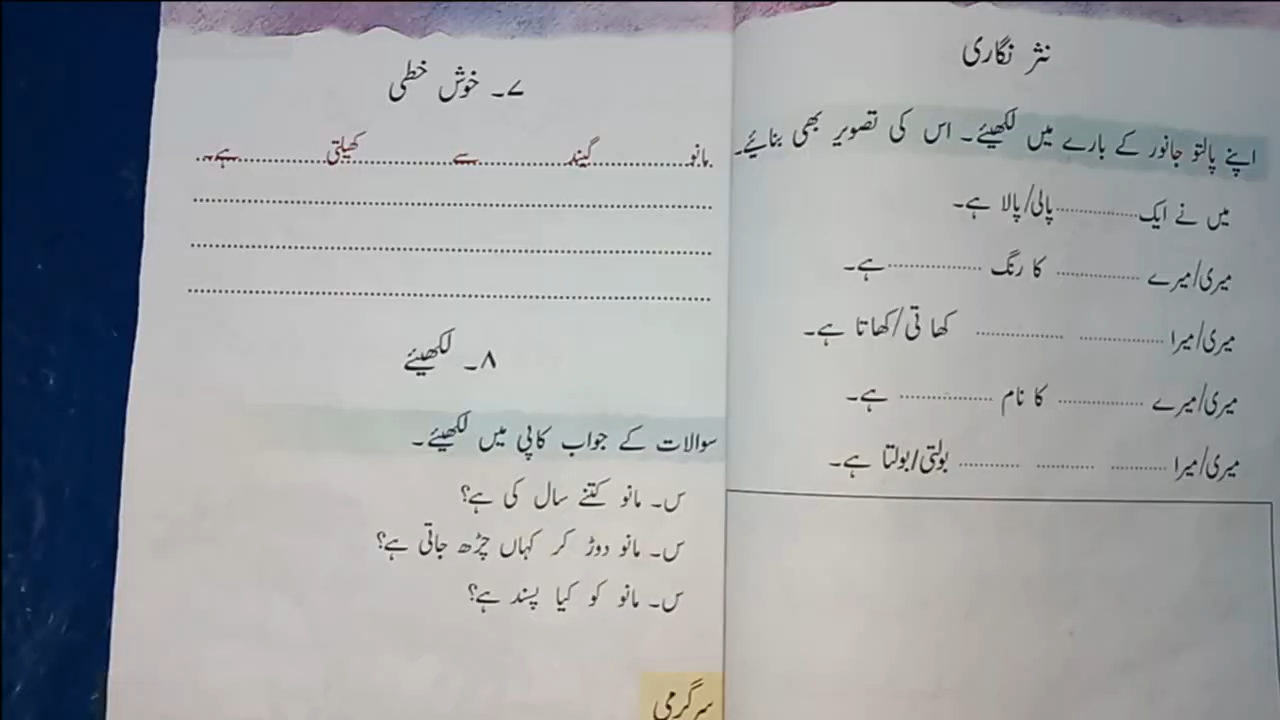 نثر نگاری
اپنے پالتو جانور کے بارے میں لکھیئے۔ اس کی تصویر بھی بنائیے۔
میں نے ایک ............... پالی/پالا ہے۔
میری/میرے ............... کا رنگ ............... ہے۔
میری/میرا ............... ............... کھاتی/کھاتا ہے۔
میری/میرے ............... کا نام ............... ہے۔
میری/میرا ............ ............ ............ بولتی/بولتا ہے۔
۷۔ خوش خطی
مانو گیند سے کھیلتی ہے۔
۸۔ لکھیئے
سوالات کے جواب کاپی میں لکھیئے۔
س۔ مانو کتنے سال کی ہے؟
س۔ مانو دوڑ کر کہاں چڑھ جاتی ہے؟
س۔ مانو کو کیا پسند ہے؟
سرگرمی